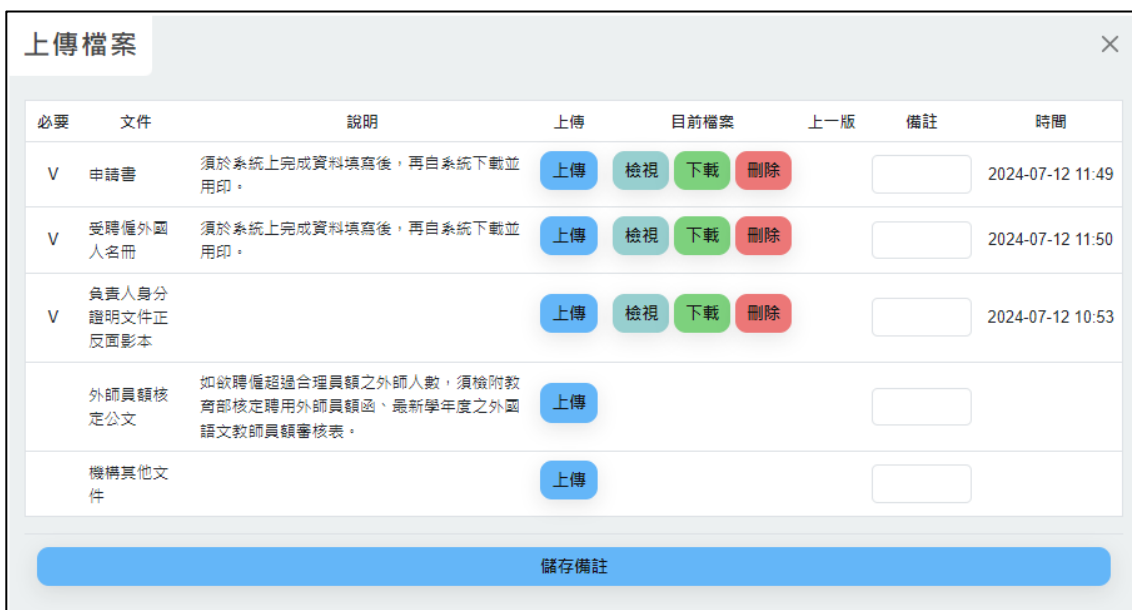 上傳檔案
必要 文件 說明 上傳 目前檔案 上一版 備註 時間
V 申請書 須於系統上完成資料填寫後，再自系統下載並
用印。
上傳 檢視 下載 刪除 2024-07-12 11:49
V 受聘僱外國
人名冊
須於系統上完成資料填寫後，再自系統下載並
用印。
上傳 檢視 下載 刪除 2024-07-12 11:50
V 負責人身分
證明文件正
反面影本
上傳 檢視 下載 刪除 2024-07-12 10:53
外師員額核
定公文
如欲聘僱超過合理員額之外師人數，須檢附教
育部核定聘用外師員額函、最新學年度之外國
語文教師員額審核表。
上傳
機構其他文
件
上傳
儲存備註